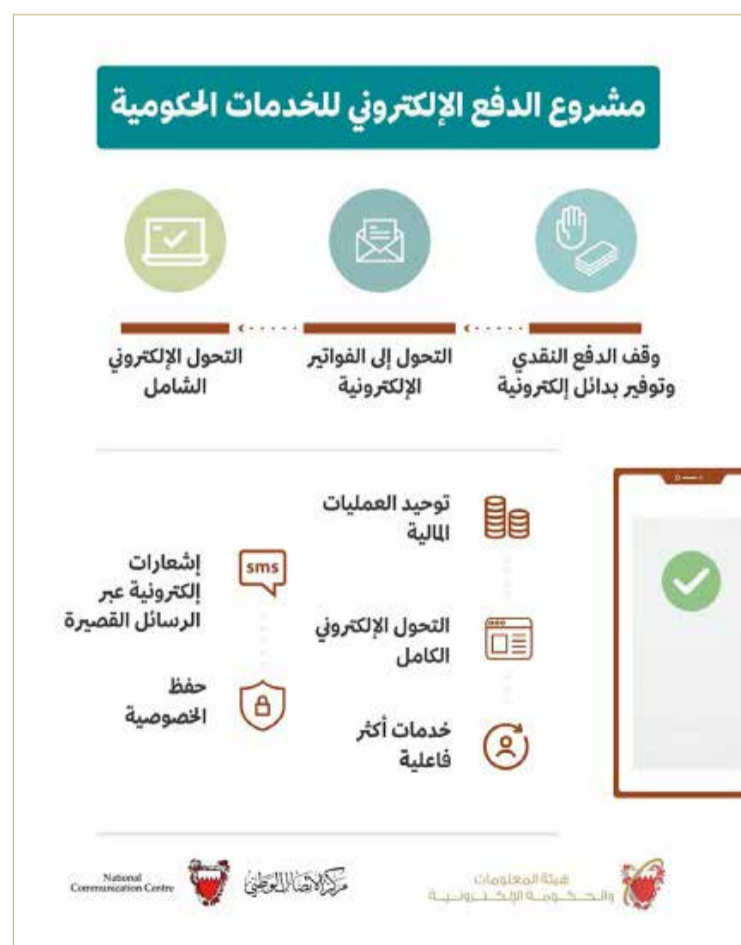 مشروع الدفع الإلكتروني للخدمات الحكومية
وقف الدفع النقدي
وتوفير بدائل إلكترونية
التحول إلى الفواتير
الإلكترونية
التحول الإلكتروني
الشامل
توحيد العمليات
المالية
التحول الإلكتروني
الكامل
خدمات أكثر
فاعلية
sms
إشعارات
إلكترونية عبر
الرسائل القصيرة
حفظ
الخصوصية
هيئة المعلومات
والحكومة الإلكترونية
مركز الاتصال الوطني
National
Communication Centre